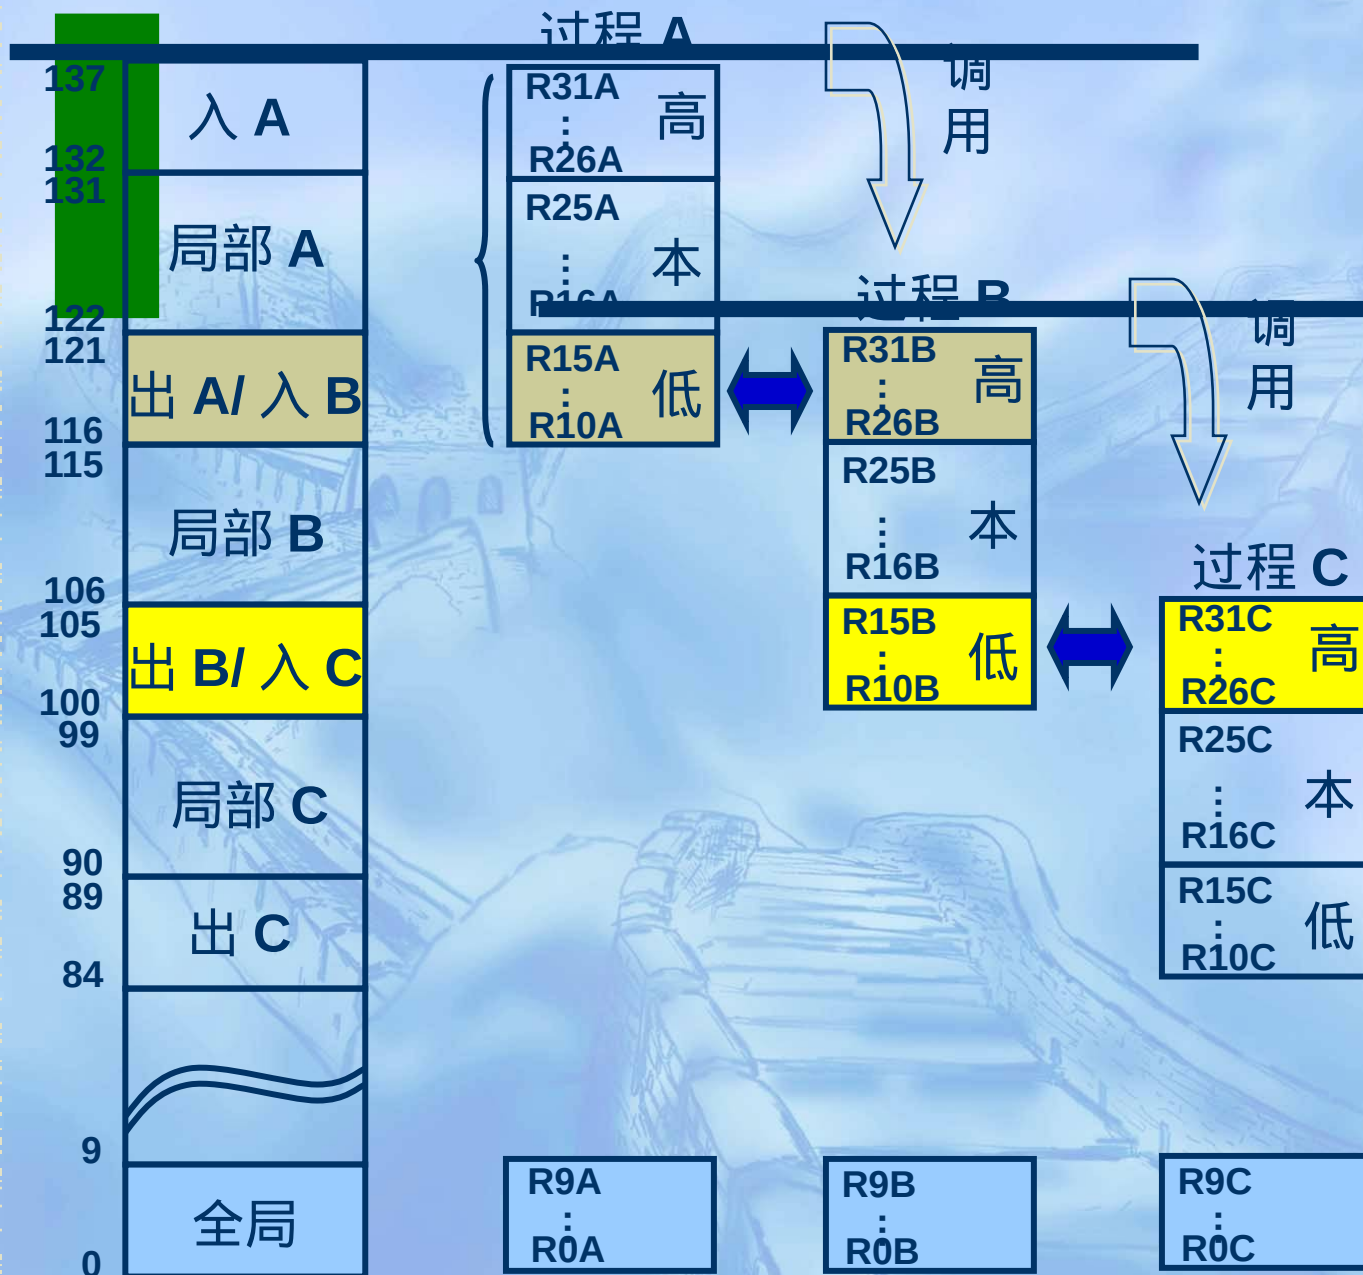 137
入 A
132
131
局部 A
122
121
出 A/ 入 B
116
115
局部 B
106
105
出 B/ 入 C
100
99
局部 C
90
89
出 C
84
9
全局
0
过程 A
R31A
⋮
高
R26A
R25A
⋮
本
R16A
R15A
⋮
低
R10A
R9A
⋮
R0A
调
用
过程 B
R31B
⋮
高
R26B
R25B
⋮
本
R16B
R15B
⋮
低
R10B
R9B
⋮
R0B
调
用
过程 C
R31C
⋮
高
R26C
R25C
⋮
本
R16C
R15C
⋮
低
R10C
R9C
⋮
R0C